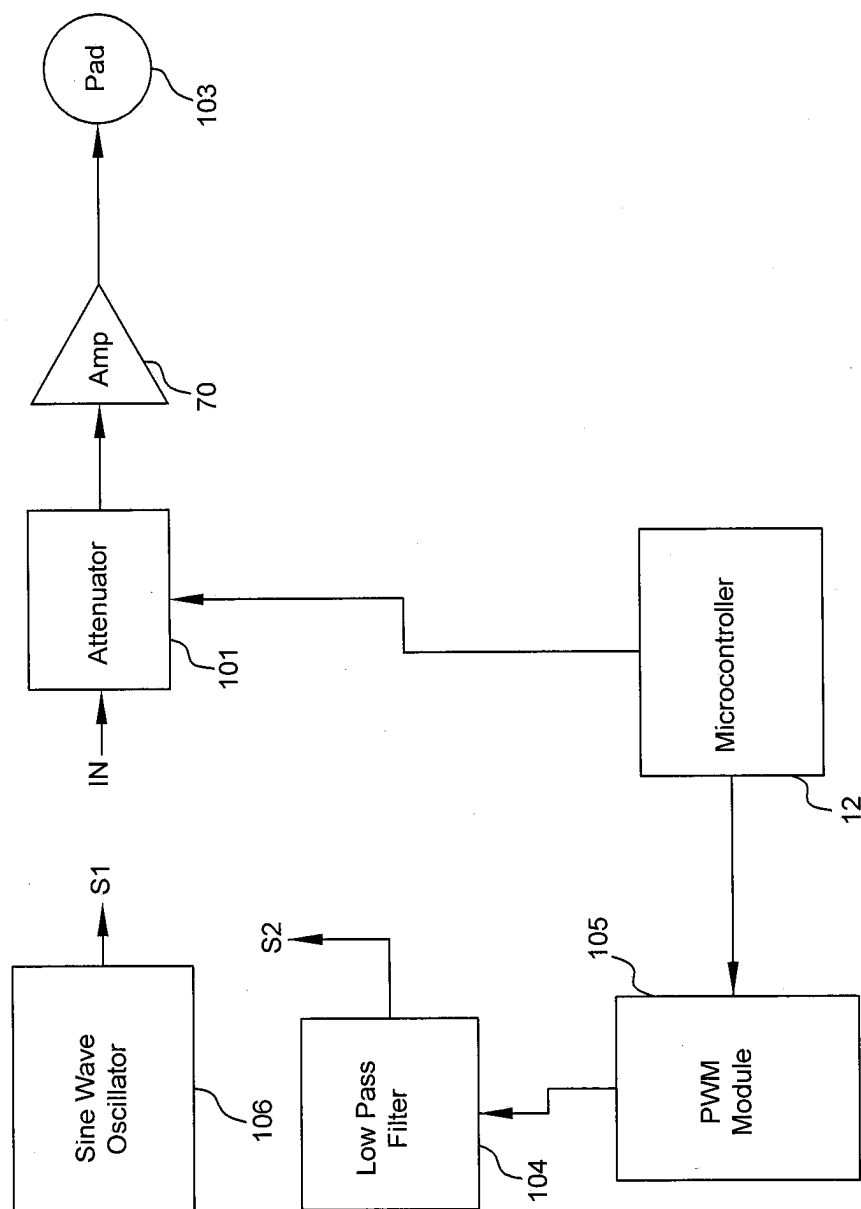 Sine Wave
Oscillator
106
S1
IN
Attenuator
101
Amp
70
Pad
103
Low Pass
Filter
104
S2
PWM
Module
105
Microcontroller
12